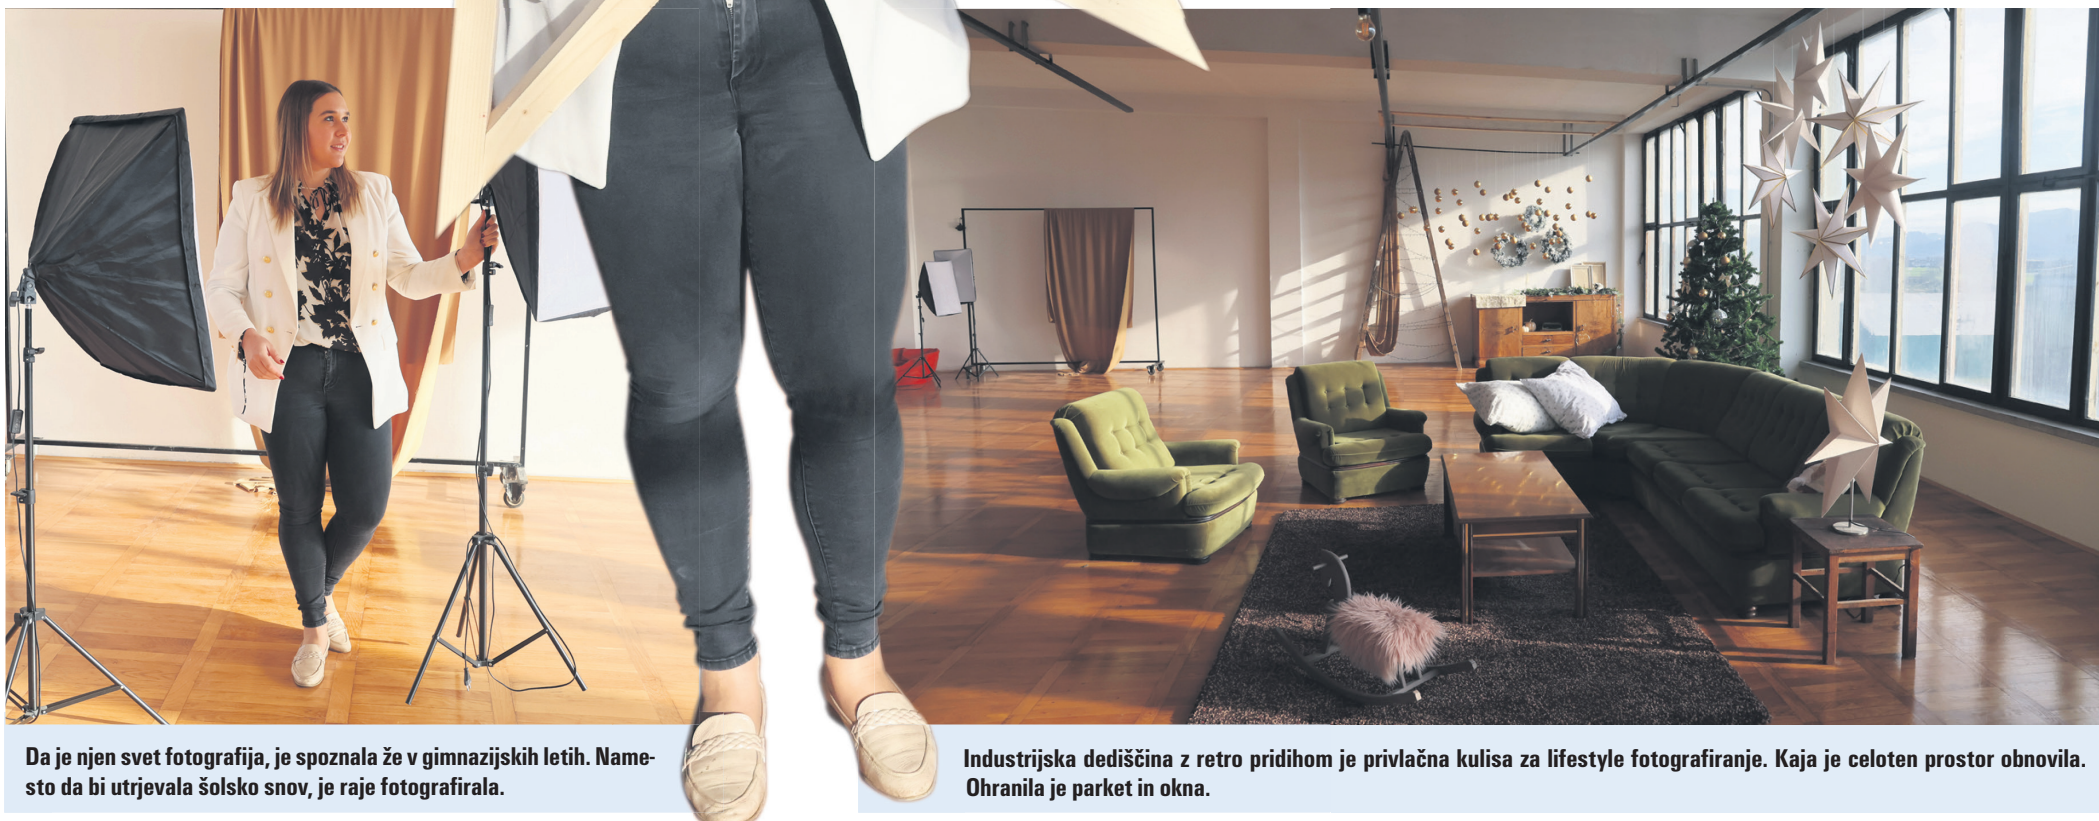 Da je njen svet fotografija, je spoznala že v gimnazijskih letih. Name-
sto da bi utrjevala šolsko snov, je raje fotografirala.
Industrijska dediščina z retro pridihom je privlačna kulisa za lifestyle fotografiranje. Kaja je celoten prostor obnovila.
Ohranila je parket in okna.